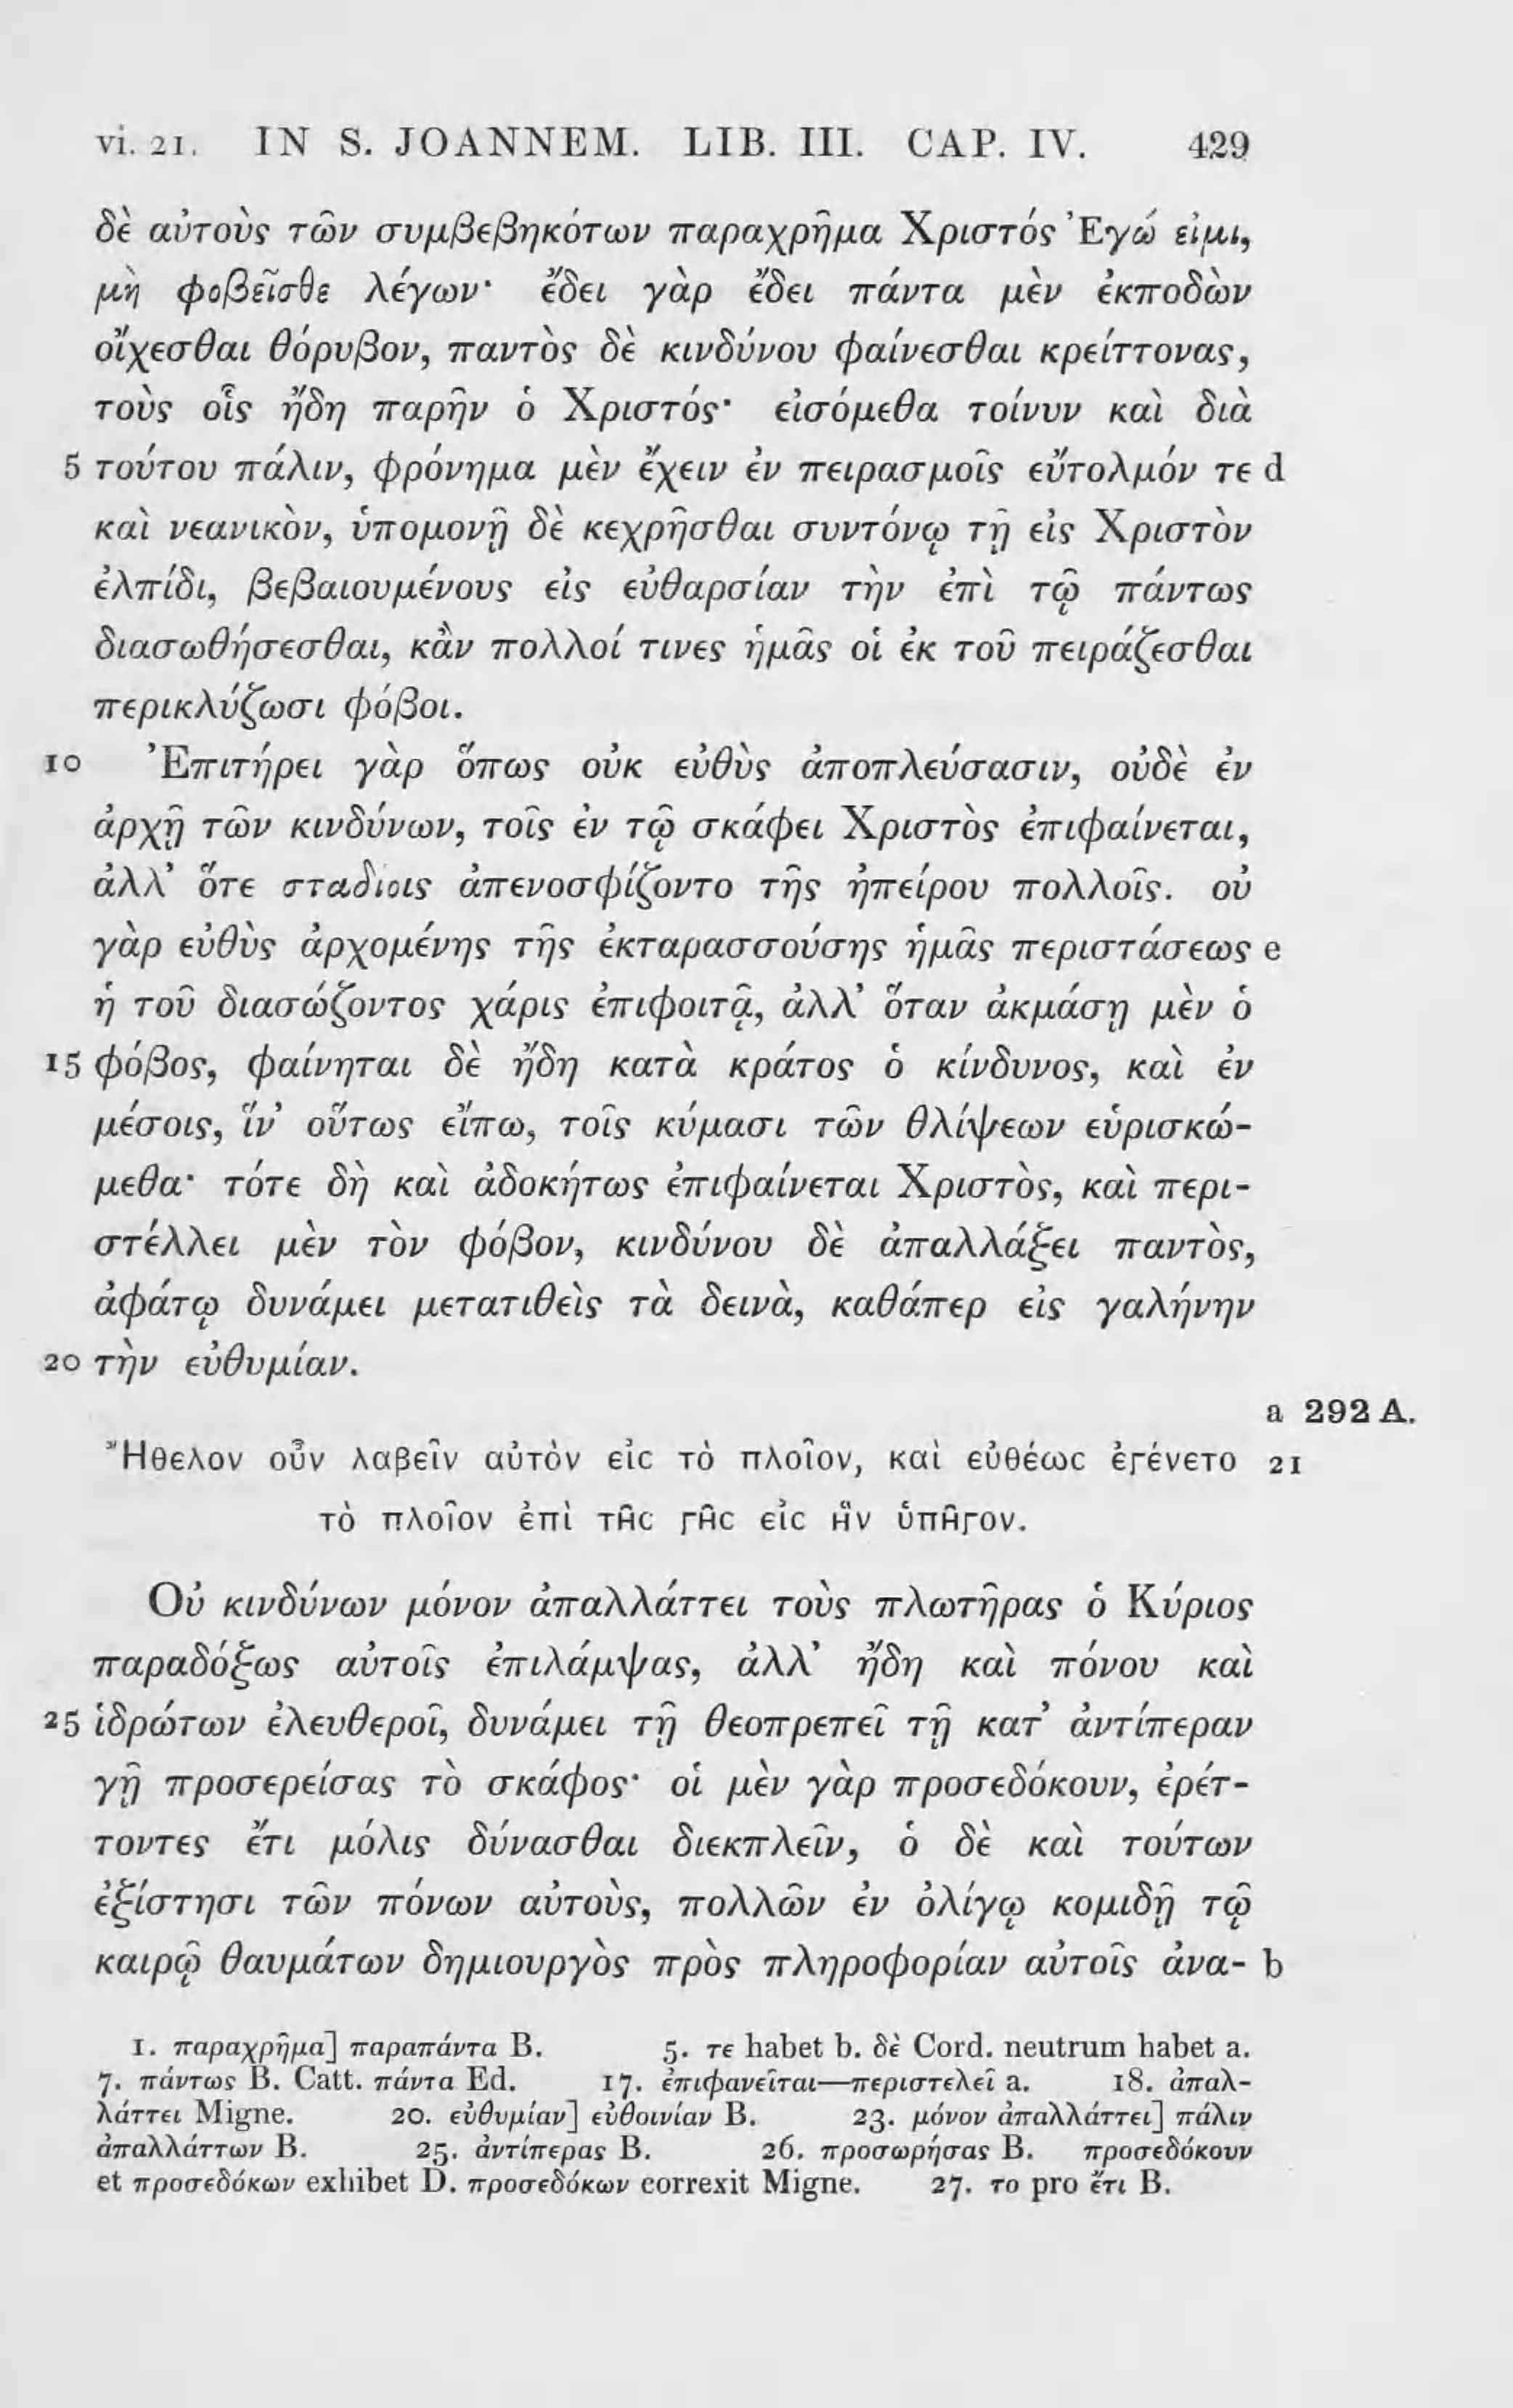 vi. 21. IN S. JOANNEM. LIB. III. CAP. IV. 429
δὲ αὐτοὺς τῶν συμβεβηκότων παραχρῆμα Χριστός Ἐγώ εἰμι,
μὴ φοβεῖσθε λέγων· ἔδει γὰρ ἔδει πάντα μὲν ἐκποδὼν
οἴχεσθαι θόρυβον, παντὸς δὲ κινδύνου φαίνεσθαι κρείττονας,
τοὺς οἷς ἤδη παρῆν ὁ Χριστός· εἰσόμεθα τοίνυν καὶ διὰ
5 τούτου πάλιν, φρόνημα μὲν ἔχειν ἐν πειρασμοῖς εὔτολμόν τε d
καὶ νεανικὸν, ὑπομονῇ δὲ κεχρῆσθαι συντόνῳ τῇ εἰς Χριστὸν
ἐλπίδι, βεβαιουμένους εἰς εὐθαρσίαν τὴν ἐπὶ τῷ πάντως
διασωθήσεσθαι, κἂν πολλοί τινες ἡμᾶς οἱ ἐκ τοῦ πειράζεσθαι
περικλύζωσι φόβοι.
10 Ἐπιτήρει γὰρ ὅπως οὐκ εὐθὺς ἀποπλεύσασιν, οὐδὲ ἐν
ἀρχῇ τῶν κινδύνων, τοῖς ἐν τῷ σκάφει Χριστὸς ἐπιφαίνεται,
ἀλλ’ ὅτε σταδίοις ἀπενοσφίζοντο τῆς ἠπείρου πολλοῖς. οὐ
γὰρ εὐθὺς ἀρχομένης τῆς ἐκταρασσούσης ἡμᾶς περιστάσεως e
ἡ τοῦ διασώζοντος χάρις ἐπιφοιτᾷ, ἀλλ’ ὅταν ἀκμάσῃ μὲν ὁ
15 φόβος, φαίνηται δὲ ἤδη κατὰ κράτος ὁ κίνδυνος, καὶ ἐν
μέσοις, ἵν’ οὕτως εἴπω, τοῖς κύμασι τῶν θλίψεων εὑρισκώ-
μεθα· τότε δὴ καὶ ἀδοκήτως ἐπιφαίνεται Χριστὸς, καὶ περι-
στέλλει μὲν τὸν φόβον, κινδύνου δὲ ἀπαλλάξει παντὸς,
ἀφάτῳ δυνάμει μετατιθεὶς τὰ δεινὰ, καθάπερ εἰς γαλήνην
20 τὴν εὐθυμίαν.
a 292 A.
Ἤθελον οὖν λαβεῖν αὐτὸν εἰς τὸ πλοῖον, καὶ εὐθέως ἐγένετο 21
τὸ πλοῖον ἐπὶ τῆς γῆς εἰς ἣν ὑπῆγον.
Οὐ κινδύνων μόνον ἀπαλλάττει τοὺς πλωτῆρας ὁ Κύριος
παραδόξως αὐτοῖς ἐπιλάμψας, ἀλλ’ ἤδη καὶ πόνου καὶ
25 ἱδρώτων ἐλευθεροῖ, δυνάμει τῇ θεοπρεπεῖ τῇ κατ’ ἀντίπεραν
γῇ προσερείσας τὸ σκάφος· οἱ μὲν γὰρ προσεδόκουν, ἐρέτ-
τοντες ἔτι μόλις δύνασθαι διεκπλεῖν, ὁ δὲ καὶ τούτων
ἐξίστησι τῶν πόνων αὐτοὺς, πολλῶν ἐν ὀλίγῳ κομιδῇ τῷ
καιρῷ θαυμάτων δημιουργὸς πρὸς πληροφορίαν αὐτοῖς ἀνα- b
1. παραχρῆμα] παραπάντα B. 5. τε habet b. δὲ Cord. neutrum habet a.
7. πάντως B. Catt. πάντα Ed. 17. ἐπιφανεῖται—περιστελεῖ a. 18. ἀπαλ-
λάττει Migne. 20. εὐθυμίαν] εὐθοινίαν B. 23. μόνον ἀπαλλάττει] πάλιν
ἀπαλλάττων B. 25. ἀντίπερας B. 26. προσωρήσας B. προσεδόκουν
et προσεδόκων exhibet D. προσεδόκων correxit Migne. 27. το pro ἔτι B.